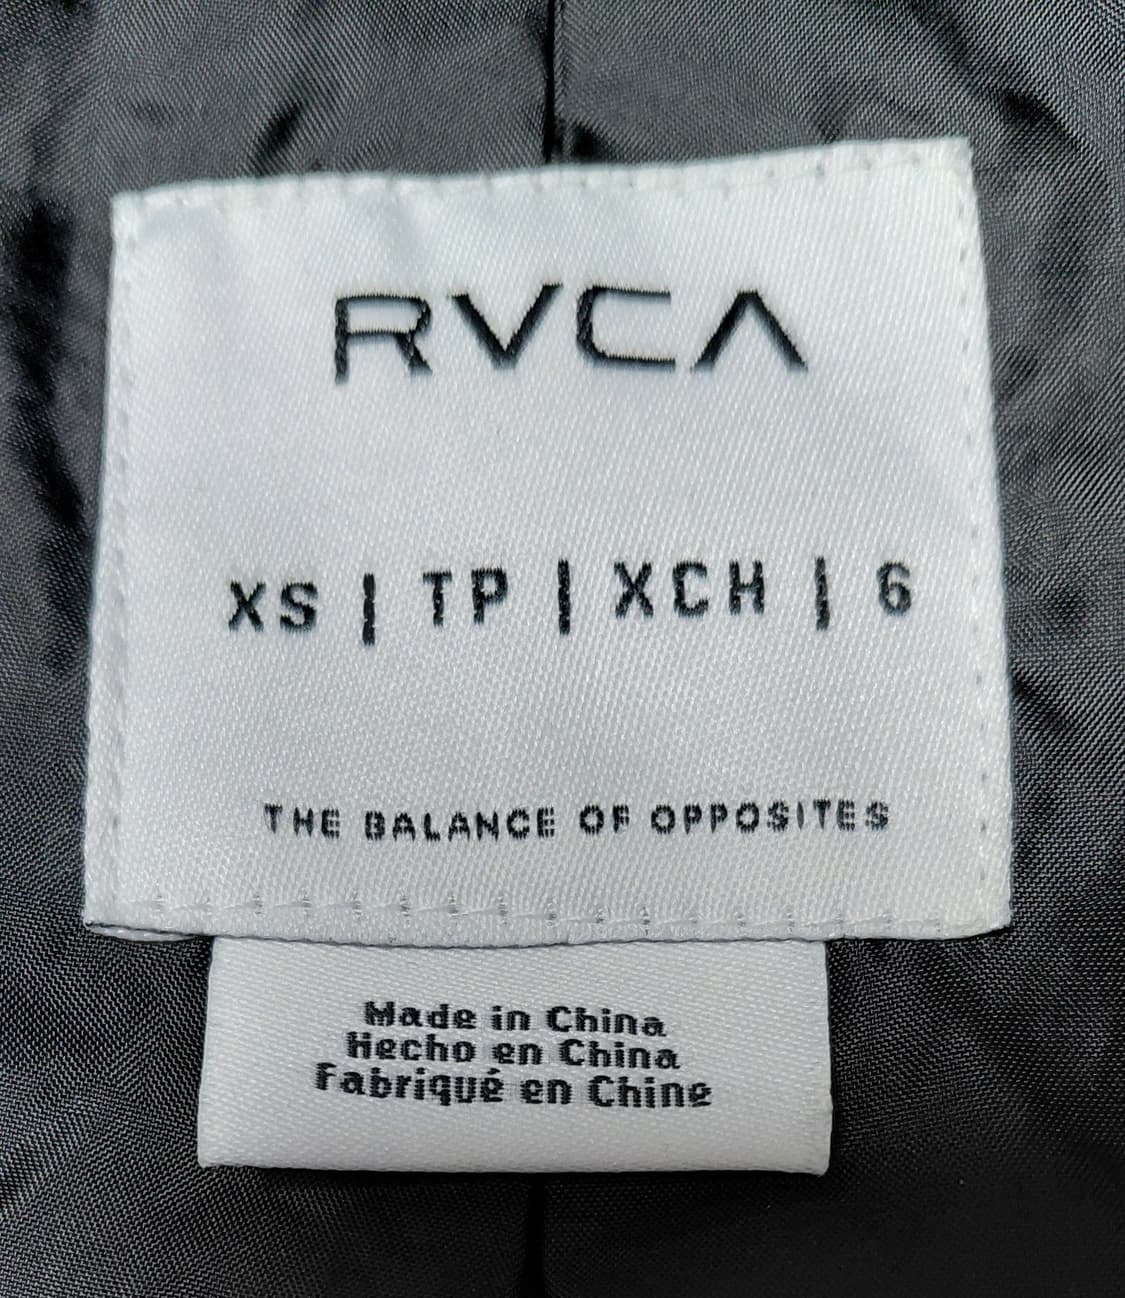 RVCA
XS | TP | XCH | 6
THE BALANCE OF OPPOSITES
Made in China
Hecho en China
Fabriqué en Chine